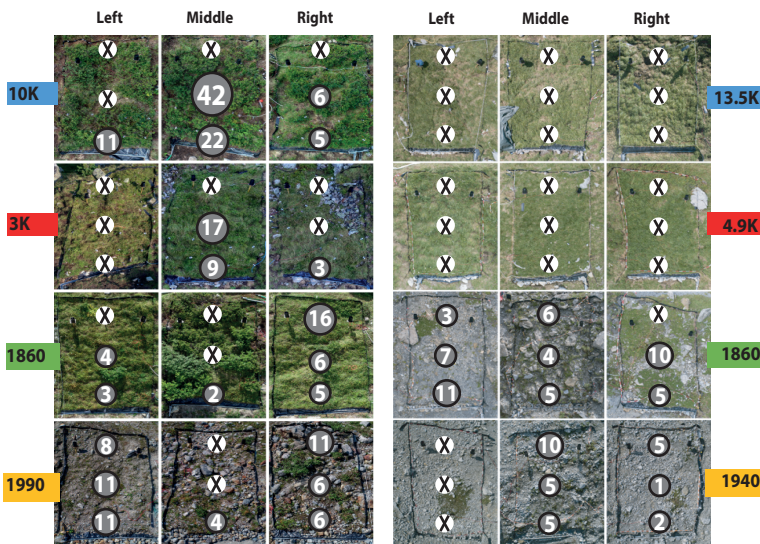 Left Middle Right Left Middle Right
X X X X X X
10K X 42 6 X X X 13.5K
11 22 5 X X X
X X X X X X
3K X 17 X X X X 4.9K
X 9 3 X X X
X X 16 3 6 X
1860 4 X 6 7 4 10 1860
3 2 5 11 5 5
8 X 11 X 10 5
1990 11 X 6 X 5 1 1940
11 4 6 X 5 2